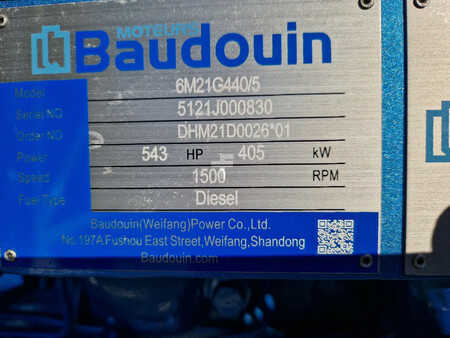 MOTEURS
Baudouin
Model 6M21G440/5
Serial NO 5121J000830
Order NO DHM21D0026*01
Power 543 HP 405 kW
Speed 1500 RPM
Fuel Type Diesel
Baudouin(Weifang)Power Co.,Ltd.
No.197A.Fushou East Street,Weifang,Shandong
Baudouin.com